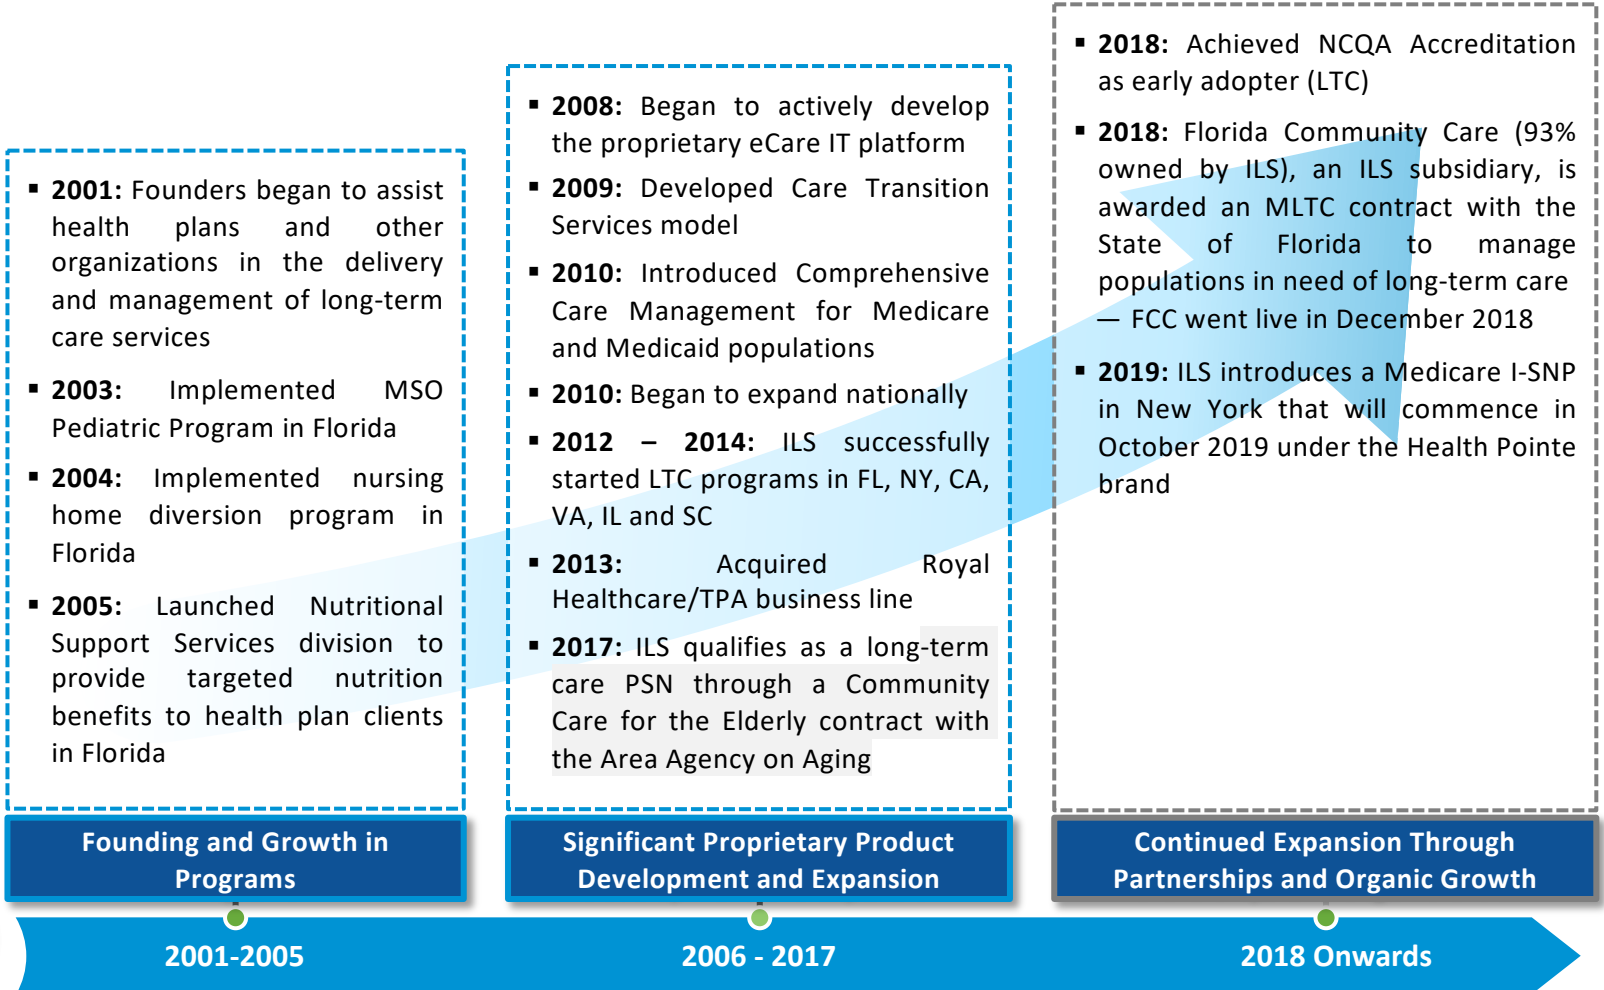 ▪ 2001: Founders began to assist
health plans and other
organizations in the delivery
and management of long-term
care services
▪ 2003: Implemented MSO
Pediatric Program in Florida
▪ 2004: Implemented nursing
home diversion program in
Florida
▪ 2005: Launched Nutritional
Support Services division to
provide targeted nutrition
benefits to health plan clients
in Florida
Founding and Growth in
Programs
2001-2005
▪ 2008: Began to actively develop
the proprietary eCare IT platform
▪ 2009: Developed Care Transition
Services model
▪ 2010: Introduced Comprehensive
Care Management for Medicare
and Medicaid populations
▪ 2010: Began to expand nationally
▪ 2012 – 2014: ILS successfully
started LTC programs in FL, NY, CA,
VA, IL and SC
▪ 2013: Acquired Royal
Healthcare/TPA business line
▪ 2017: ILS qualifies as a long-term
care PSN through a Community
Care for the Elderly contract with
the Area Agency on Aging
Significant Proprietary Product
Development and Expansion
2006 - 2017
▪ 2018: Achieved NCQA Accreditation
as early adopter (LTC)
▪ 2018: Florida Community Care (93%
owned by ILS), an ILS subsidiary, is
awarded an MLTC contract with the
State of Florida to manage
populations in need of long-term care
— FCC went live in December 2018
▪ 2019: ILS introduces a Medicare I-SNP
in New York that will commence in
October 2019 under the Health Pointe
brand
Continued Expansion Through
Partnerships and Organic Growth
2018 Onwards